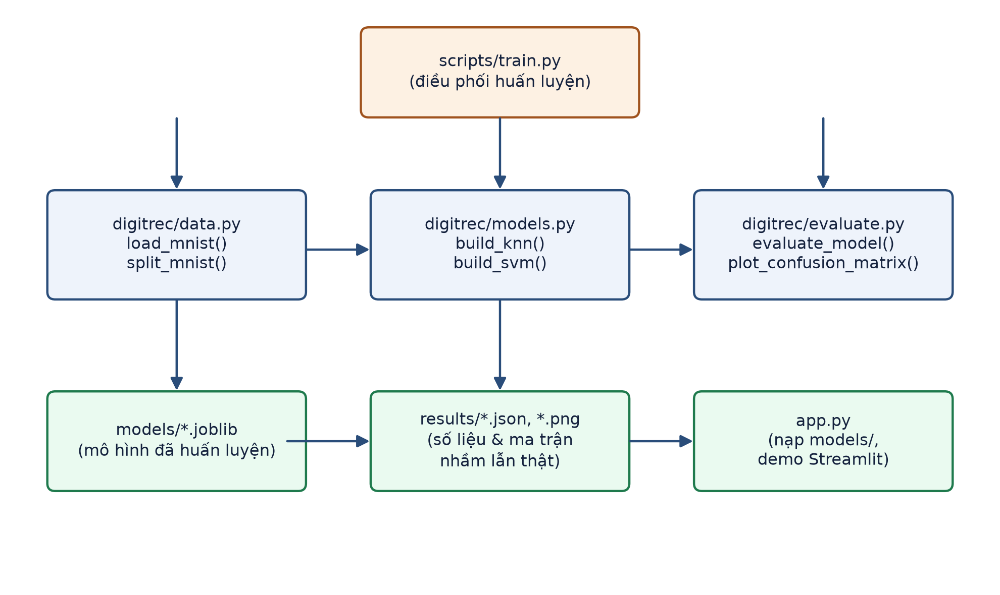 scripts/train.py
(điều phối huấn luyện)
digitrec/data.py
load_mnist()
split_mnist()
digitrec/models.py
build_knn()
build_svm()
digitrec/evaluate.py
evaluate_model()
plot_confusion_matrix()
models/*.joblib
(mô hình đã huấn luyện)
results/*.json, *.png
(số liệu & ma trận
nhầm lẫn thật)
app.py
(nạp models/,
demo Streamlit)